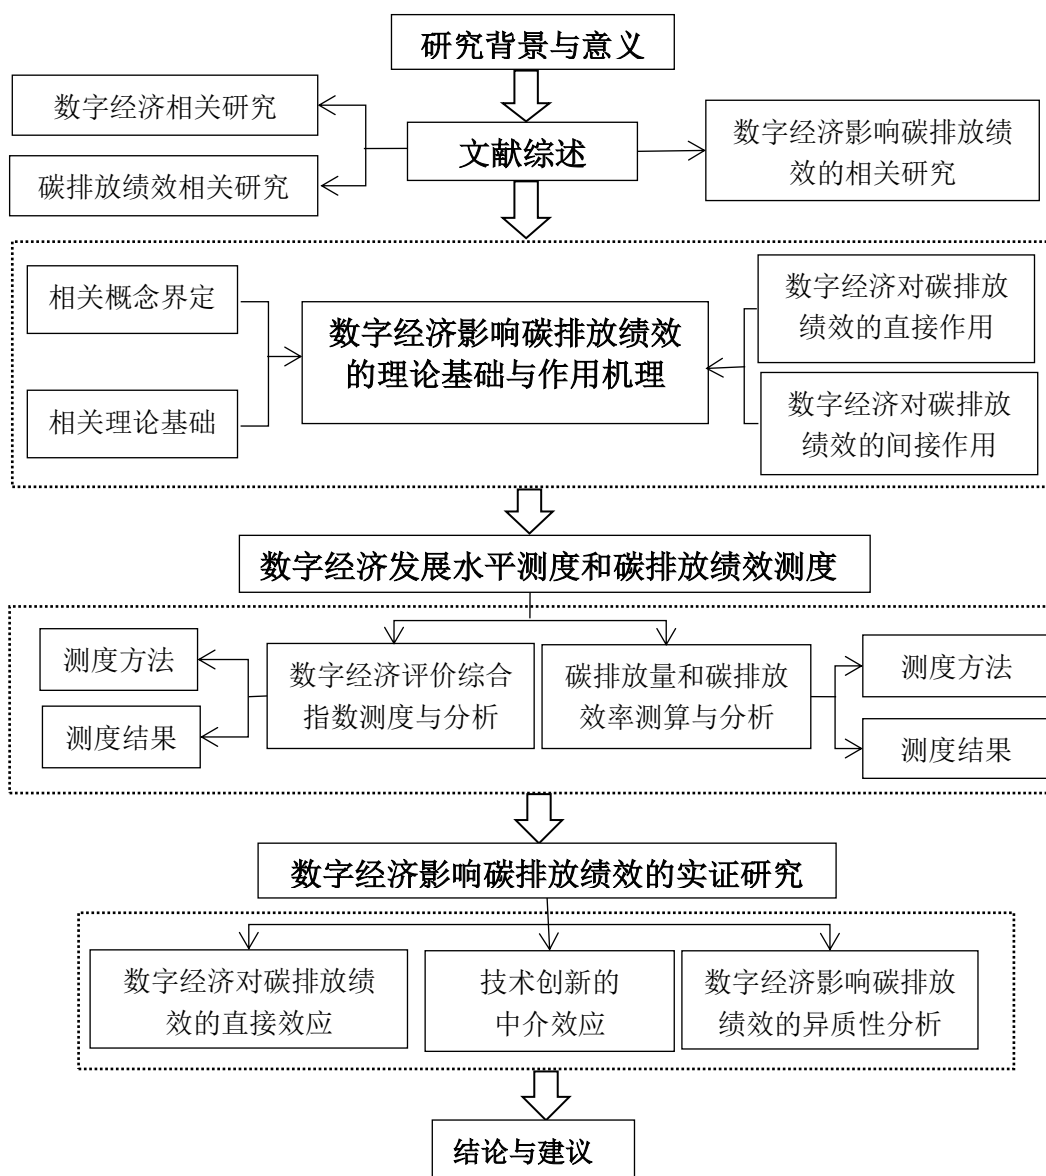 研究背景与意义
数字经济相关研究
碳排放绩效相关研究
文献综述
数字经济影响碳排放绩
效的相关研究
相关概念界定
相关理论基础
数字经济影响碳排放绩效
的理论基础与作用机理
数字经济对碳排放
绩效的直接作用
数字经济对碳排放
绩效的间接作用
数字经济发展水平测度和碳排放绩效测度
测度方法
测度结果
数字经济评价综合
指数测度与分析
碳排放量和碳排放
效率测算与分析
测度方法
测度结果
数字经济影响碳排放绩效的实证研究
数字经济对碳排放绩
效的直接效应
技术创新的
中介效应
数字经济影响碳排放
绩效的异质性分析
结论与建议